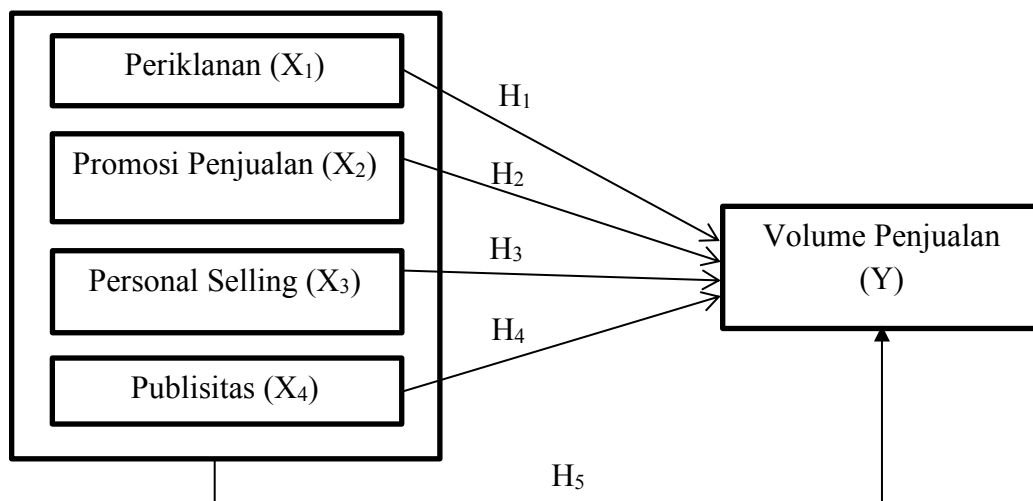 Periklanan (X₁)
H₁
Promosi Penjualan (X₂)
H₂
Personal Selling (X₃)
H₃
Publisitas (X₄)
H₄
Volume Penjualan
(Y)
H₅